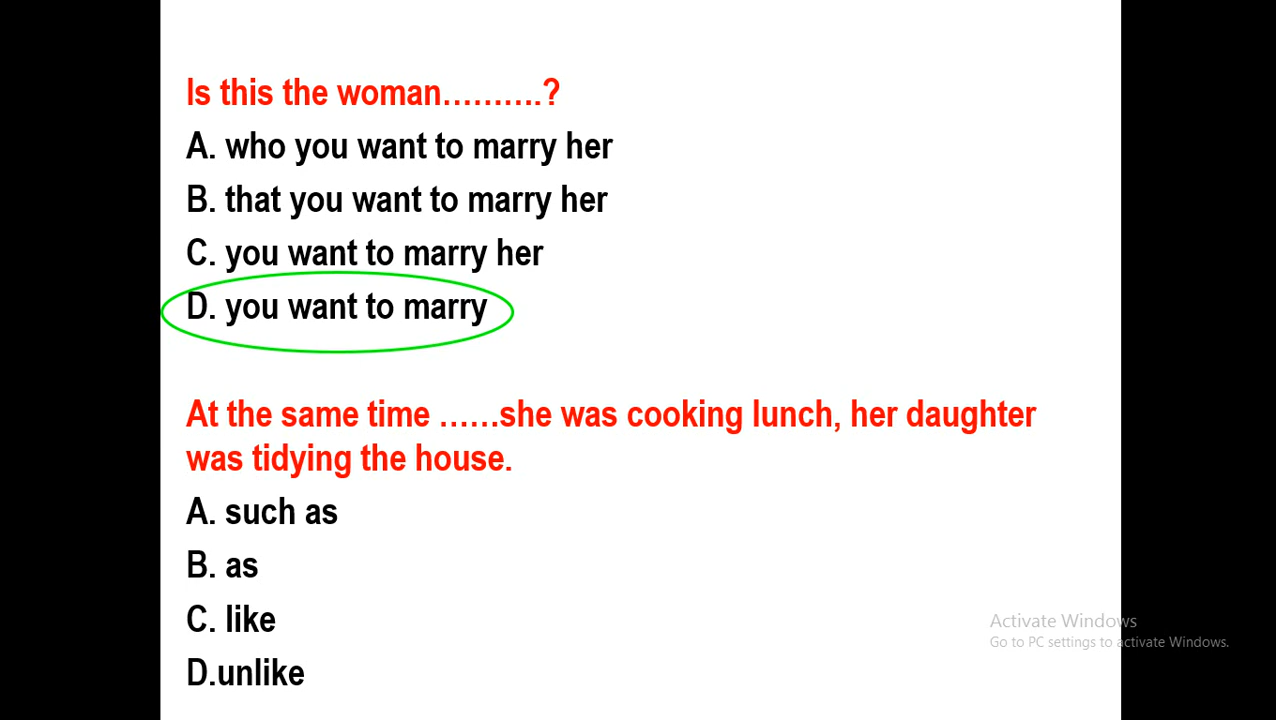 Is this the woman……….?
A. who you want to marry her
B. that you want to marry her
C. you want to marry her
D. you want to marry
At the same time ……she was cooking lunch, her daughter
was tidying the house.
A. such as
B. as
C. like
D.unlike
Activate Windows
Go to PC settings to activate Windows.